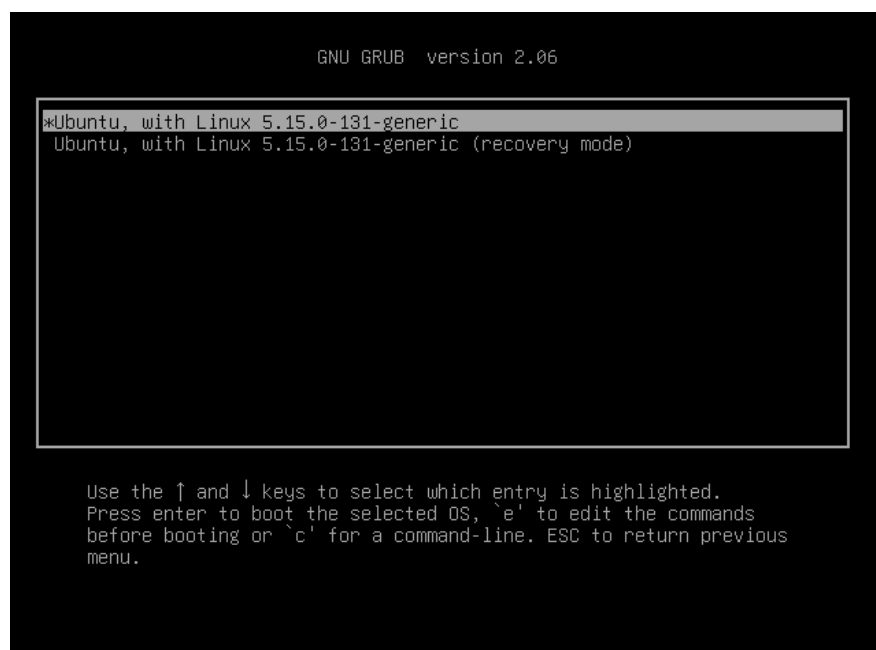 GNU GRUB  version 2.06
*Ubuntu, with Linux 5.15.0-131-generic
Ubuntu, with Linux 5.15.0-131-generic (recovery mode)
Use the ↑ and ↓ keys to select which entry is highlighted.
Press enter to boot the selected OS, `e' to edit the commands
before booting or `c' for a command-line. ESC to return previous
menu.